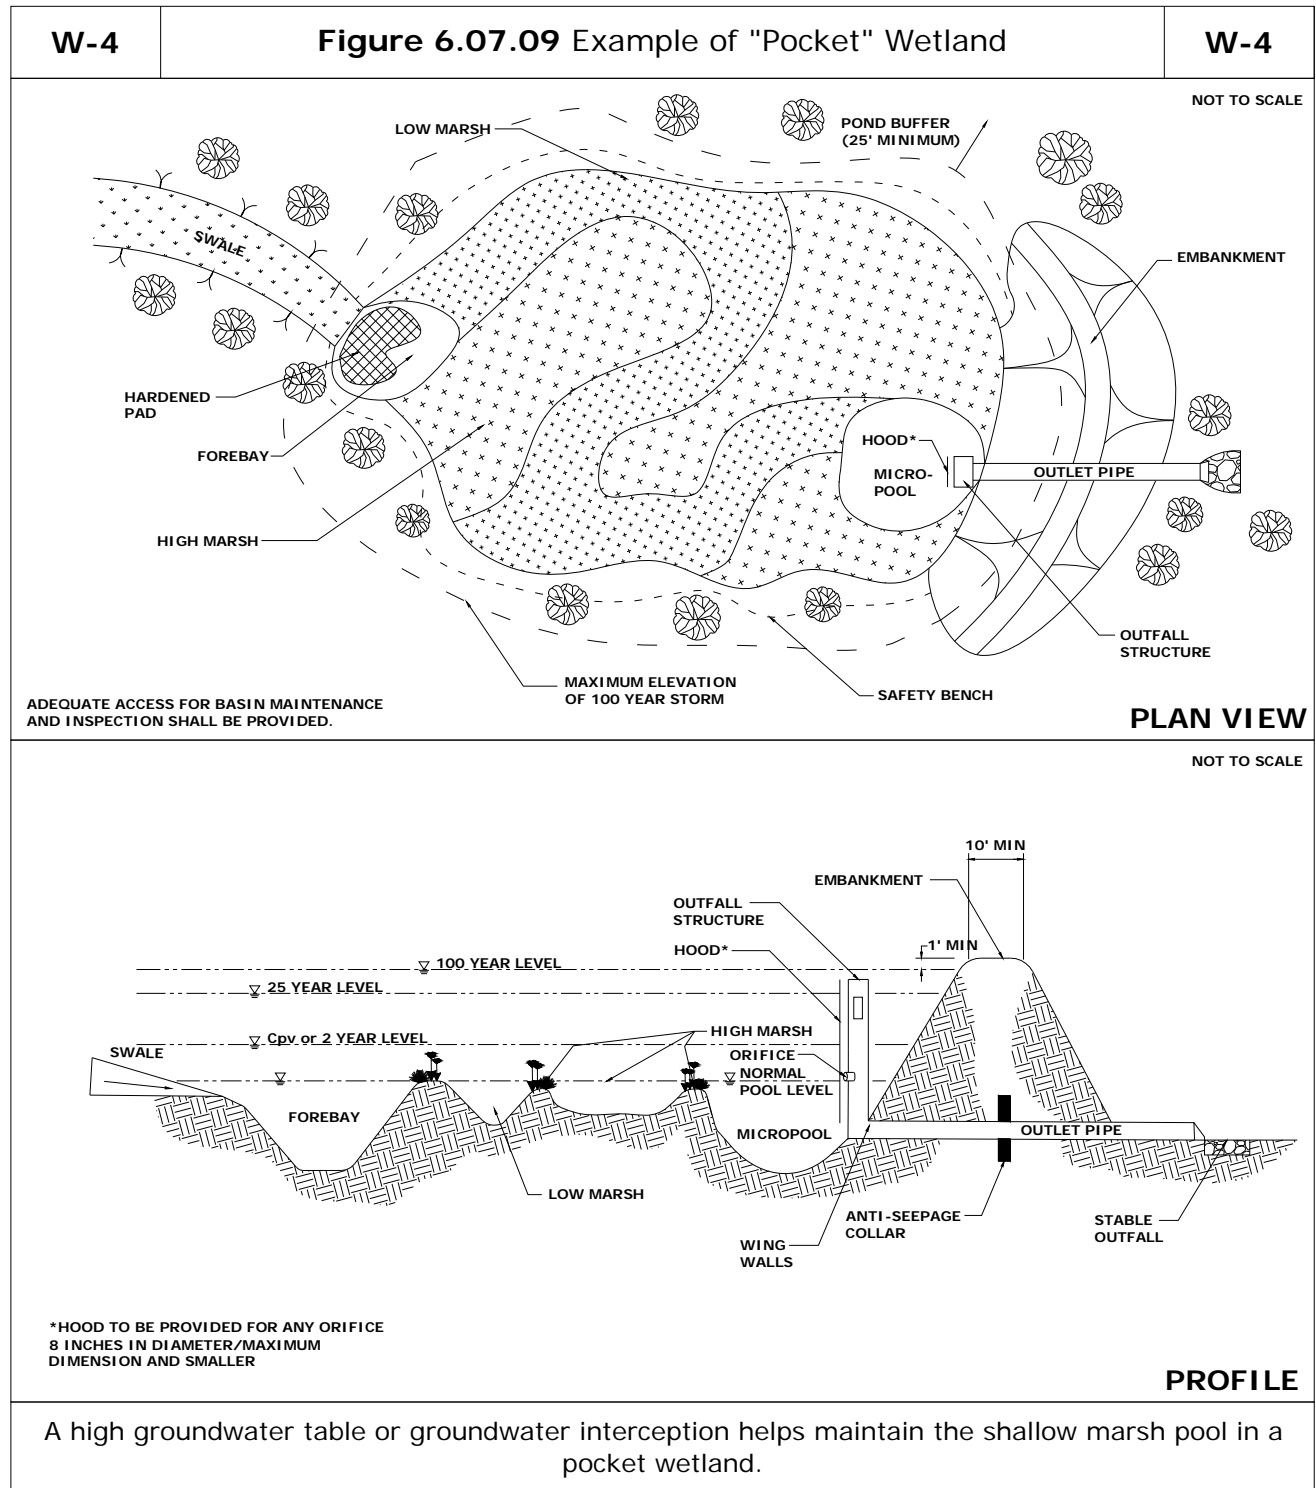 W-4
Figure 6.07.09 Example of "Pocket" Wetland
W-4
NOT TO SCALE
LOW MARSH
POND BUFFER
(25' MINIMUM)
SWALE
EMBANKMENT
HARDENED
PAD
FOREBAY
HOOD*
MICRO-
POOL
OUTLET PIPE
HIGH MARSH
OUTFALL
STRUCTURE
MAXIMUM ELEVATION
OF 100 YEAR STORM
SAFETY BENCH
ADEQUATE ACCESS FOR BASIN MAINTENANCE
AND INSPECTION SHALL BE PROVIDED.
PLAN VIEW
NOT TO SCALE
10' MIN
EMBANKMENT
OUTFALL
STRUCTURE
HOOD*
1' MIN
100 YEAR LEVEL
25 YEAR LEVEL
Cpv or 2 YEAR LEVEL
HIGH MARSH
SWALE
ORIFICE
NORMAL
POOL LEVEL
FOREBAY
MICROPOOL
OUTLET PIPE
LOW MARSH
ANTI-SEEPAGE
COLLAR
STABLE
OUTFALL
WING
WALLS
*HOOD TO BE PROVIDED FOR ANY ORIFICE
8 INCHES IN DIAMETER/MAXIMUM
DIMENSION AND SMALLER
PROFILE
A high groundwater table or groundwater interception helps maintain the shallow marsh pool in a
pocket wetland.